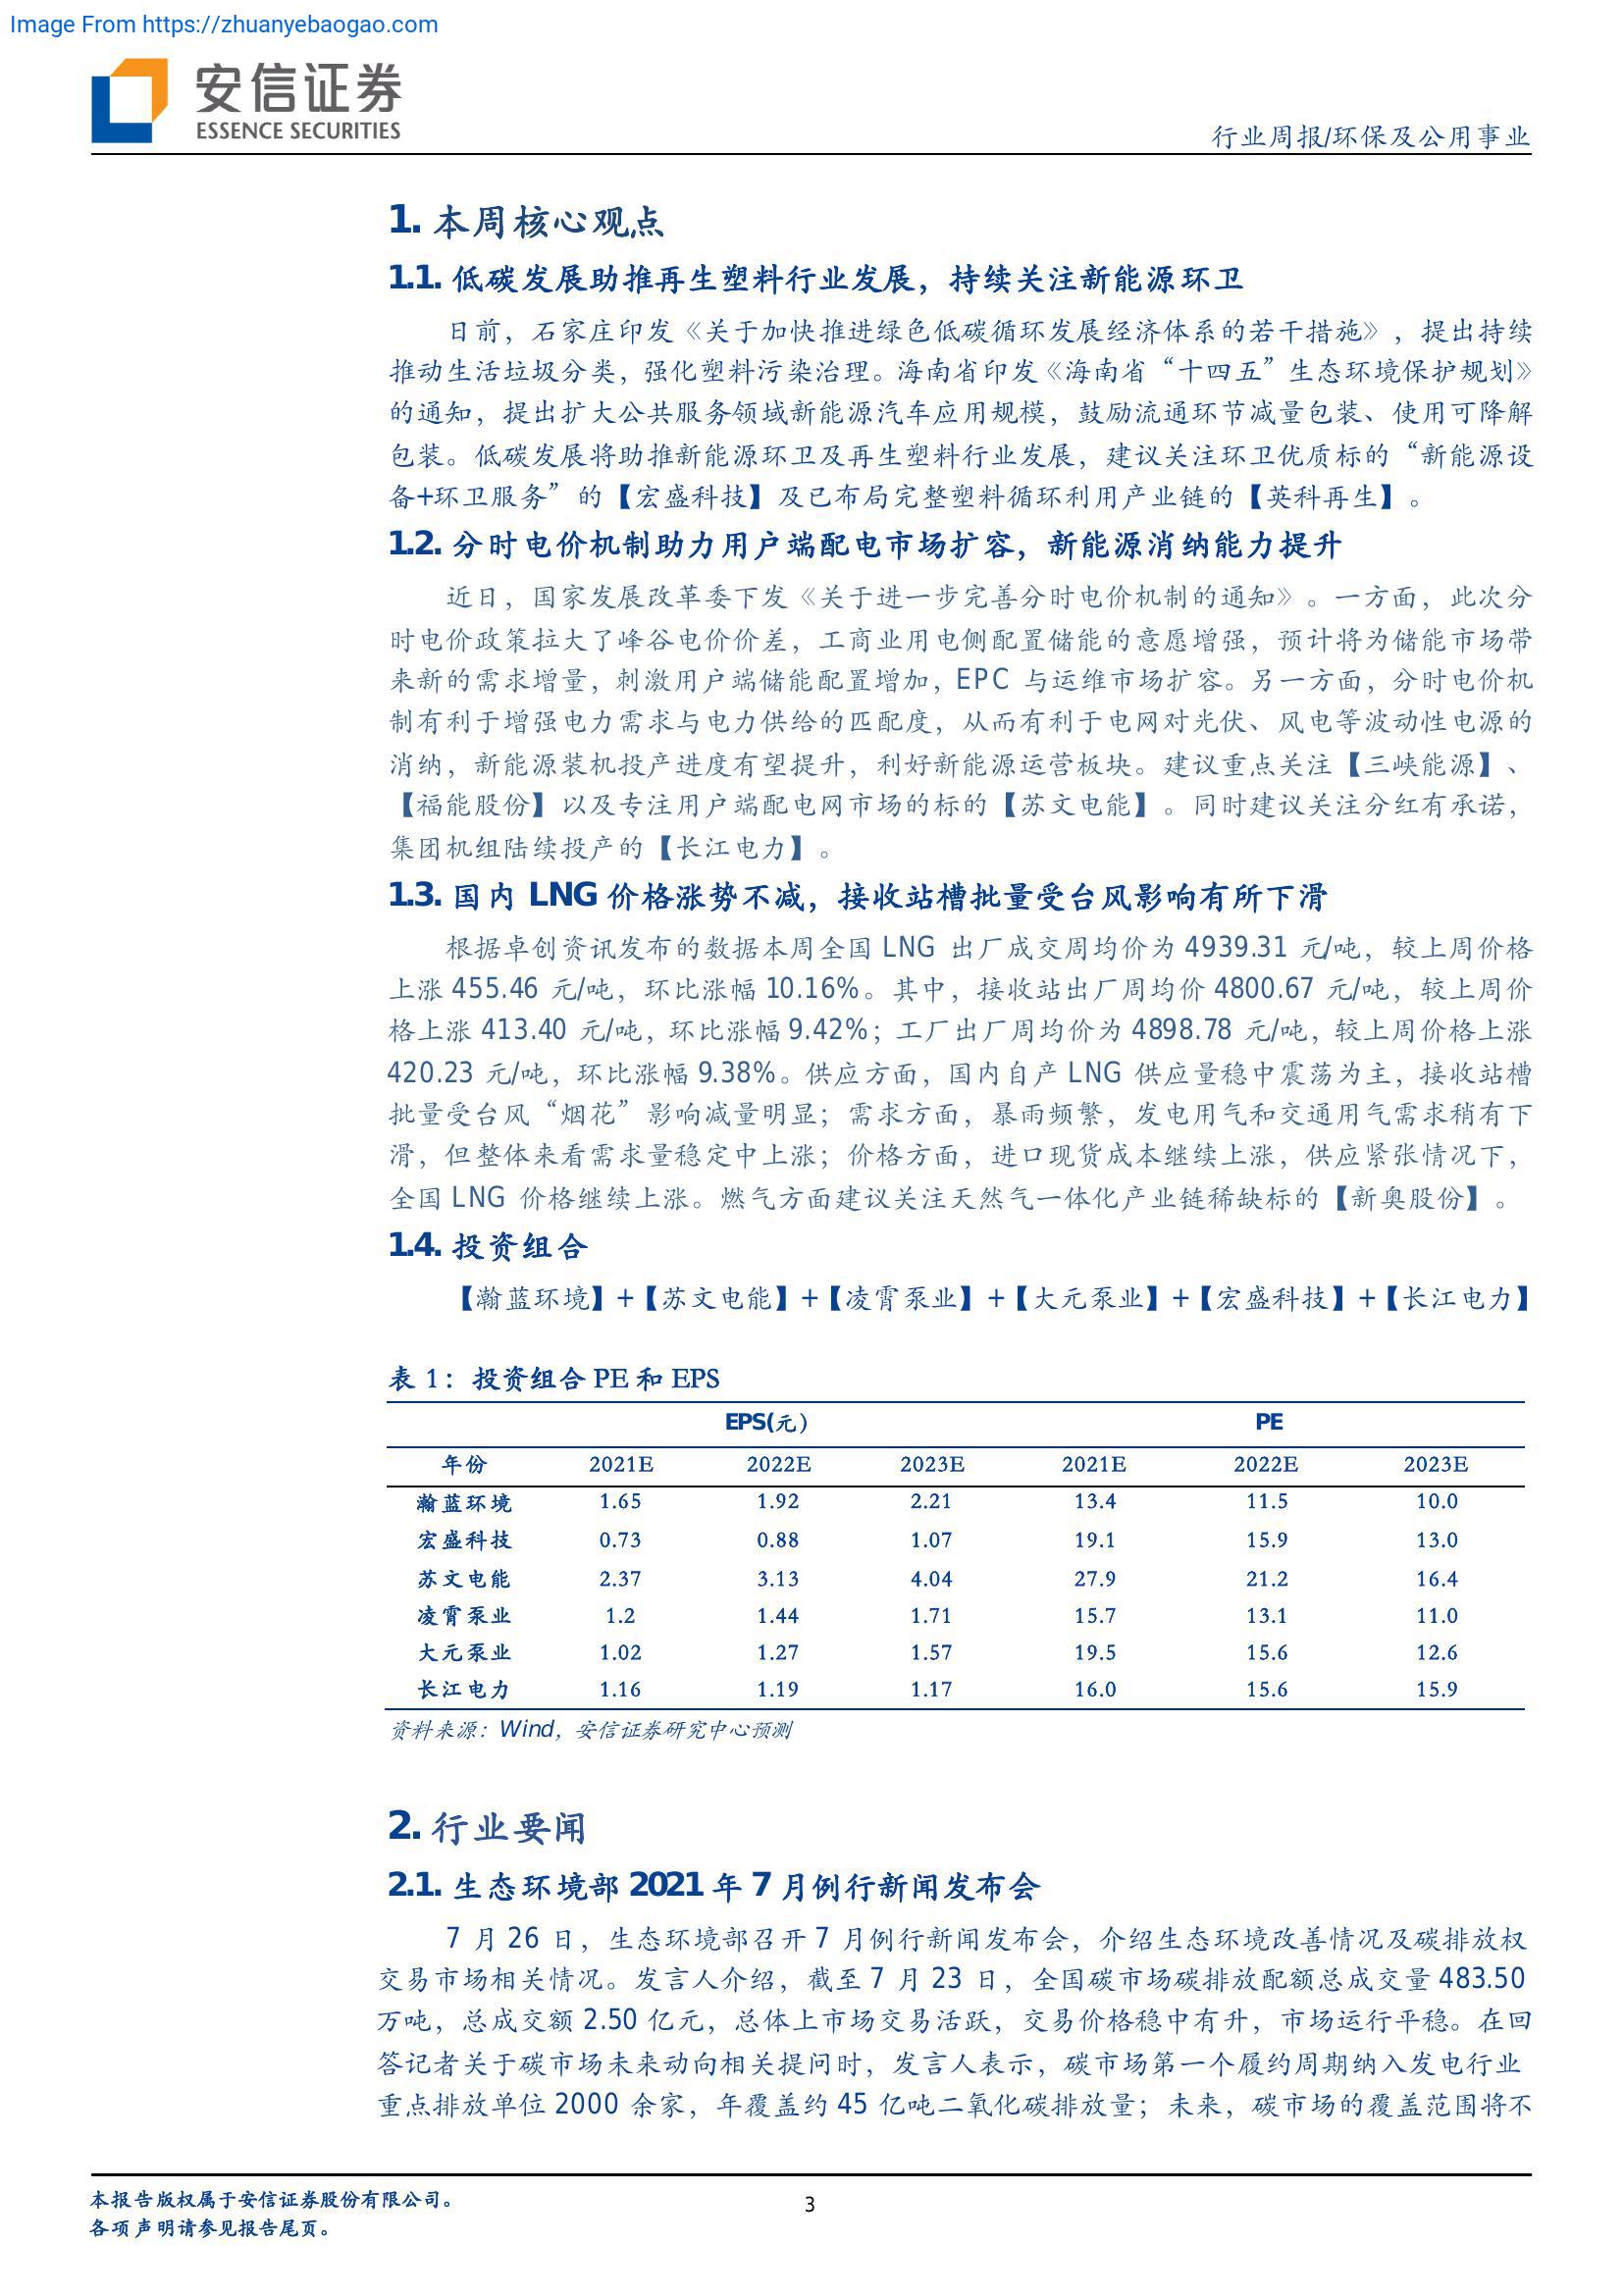 Image From https://zhuanyebaogao.com
安信证券
ESSENCE SECURITIES
行业周报/环保及公用事业
1. 本周核心观点
1.1. 低碳发展助推再生塑料行业发展，持续关注新能源环卫
日前，石家庄印发《关于加快推进绿色低碳循环发展经济体系的若干措施》，提出持续
推动生活垃圾分类，强化塑料污染治理。海南省印发《海南省“十四五”生态环境保护规划》
的通知，提出扩大公共服务领域新能源汽车应用规模，鼓励流通环节减量包装、使用可降解
包装。低碳发展将助推新能源环卫及再生塑料行业发展，建议关注环卫优质标的“新能源设
备+环卫服务”的【宏盛科技】及已布局完整塑料循环利用产业链的【英科再生】。
1.2. 分时电价机制助力用户端配电市场扩容，新能源消纳能力提升
近日，国家发展改革委下发《关于进一步完善分时电价机制的通知》。一方面，此次分
时电价政策拉大了峰谷电价价差，工商业用电侧配置储能的意愿增强，预计将为储能市场带
来新的需求增量，刺激用户端储能配置增加，EPC 与运维市场扩容。另一方面，分时电价机
制有利于增强电力需求与电力供给的匹配度，从而有利于电网对光伏、风电等波动性电源的
消纳，新能源装机投产进度有望提升，利好新能源运营板块。建议重点关注【三峡能源】、
【福能股份】以及专注用户端配电网市场的标的【苏文电能】。同时建议关注分红有承诺，
集团机组陆续投产的【长江电力】。
1.3. 国内 LNG 价格涨势不减，接收站槽批量受台风影响有所下滑
根据卓创资讯发布的数据本周全国 LNG 出厂成交周均价为 4939.31 元/吨，较上周价格
上涨 455.46 元/吨，环比涨幅 10.16%。其中，接收站出厂周均价 4800.67 元/吨，较上周价
格上涨 413.40 元/吨，环比涨幅 9.42%；工厂出厂周均价为 4898.78 元/吨，较上周价格上涨
420.23 元/吨，环比涨幅 9.38%。供应方面，国内自产 LNG 供应量稳中震荡为主，接收站槽
批量受台风“烟花”影响减量明显；需求方面，暴雨频繁，发电用气和交通用气需求稍有下
滑，但整体来看需求量稳定中上涨；价格方面，进口现货成本继续上涨，供应紧张情况下，
全国 LNG 价格继续上涨。燃气方面建议关注天然气一体化产业链稀缺标的【新奥股份】。
1.4. 投资组合
【瀚蓝环境】+【苏文电能】+【凌霄泵业】+【大元泵业】+【宏盛科技】+【长江电力】
表 1：投资组合 PE 和 EPS
EPS(元) PE
年份 2021E 2022E 2023E 2021E 2022E 2023E
瀚蓝环境 1.65 1.92 2.21 13.4 11.5 10.0
宏盛科技 0.73 0.88 1.07 19.1 15.9 13.0
苏文电能 2.37 3.13 4.04 27.9 21.2 16.4
凌霄泵业 1.2 1.44 1.71 15.7 13.1 11.0
大元泵业 1.02 1.27 1.57 19.5 15.6 12.6
长江电力 1.16 1.19 1.17 16.0 15.6 15.9
资料来源：Wind，安信证券研究中心预测
2. 行业要闻
2.1. 生态环境部 2021 年 7 月例行新闻发布会
7 月 26 日，生态环境部召开 7 月例行新闻发布会，介绍生态环境改善情况及碳排放权
交易市场相关情况。发言人介绍，截至 7 月 23 日，全国碳市场碳排放配额总成交量 483.50
万吨，总成交额 2.50 亿元，总体上市场交易活跃，交易价格稳中有升，市场运行平稳。在回
答记者关于碳市场未来动向相关提问时，发言人表示，碳市场第一个履约周期纳入发电行业
重点排放单位 2000 余家，年覆盖约 45 亿吨二氧化碳排放量；未来，碳市场的覆盖范围将不
本报告版权属于安信证券股份有限公司。
各项声明请参见报告尾页。
3